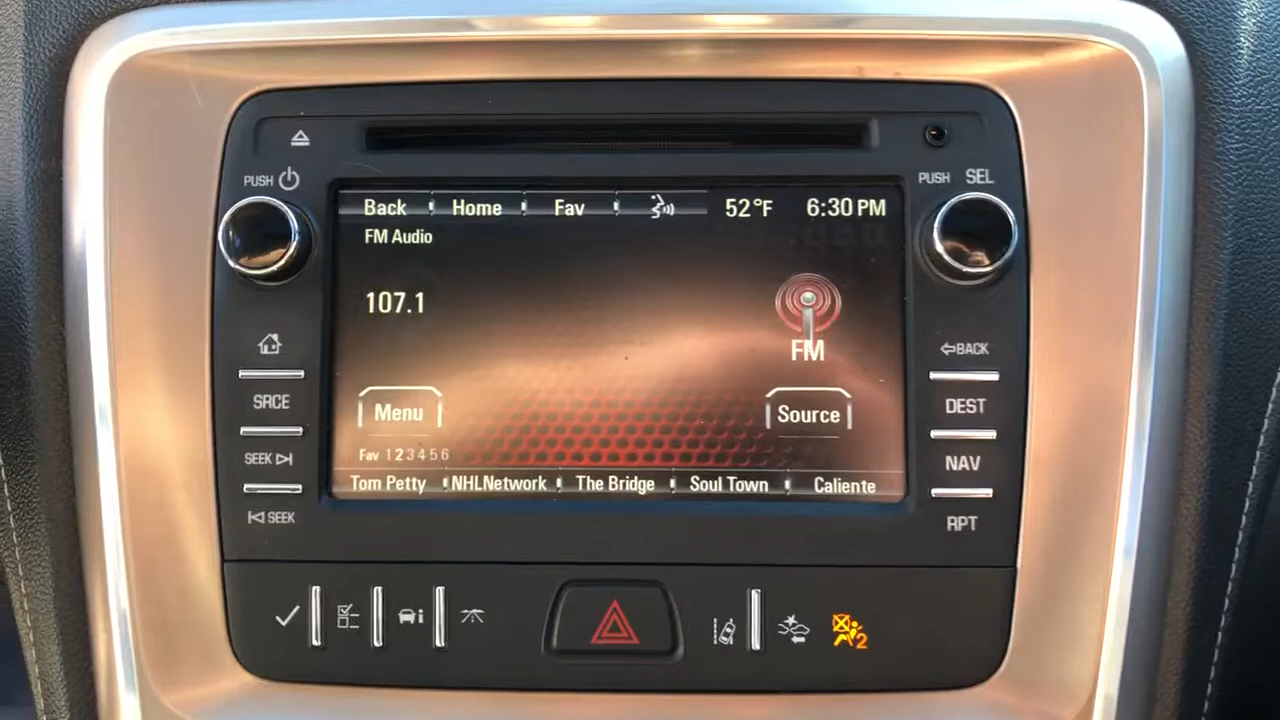 PUSH
PUSH SEL
Back Home Fav 52°F 6:30 PM
FM Audio
107.1
FM
BACK
SRCE
DEST
Menu
Source
SEEK
NAV
Fav 1 2 3 4 5 6
Tom Petty NHLNetwork The Bridge Soul Town Caliente
SEEK
RPT
2